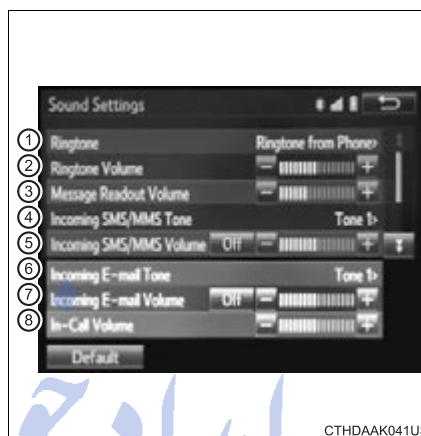 Sound Settings
1 Ringtone Ringtone from Phone>
2 Ringtone Volume − +
3 Message Readout Volume − +
4 Incoming SMS/MMS Tone Tone 1>
5 Incoming SMS/MMS Volume Off − +
6 Incoming E-mail Tone Tone 1>
7 Incoming E-mail Volume Off − +
8 In-Call Volume − +
Default
CTHDAAK041U